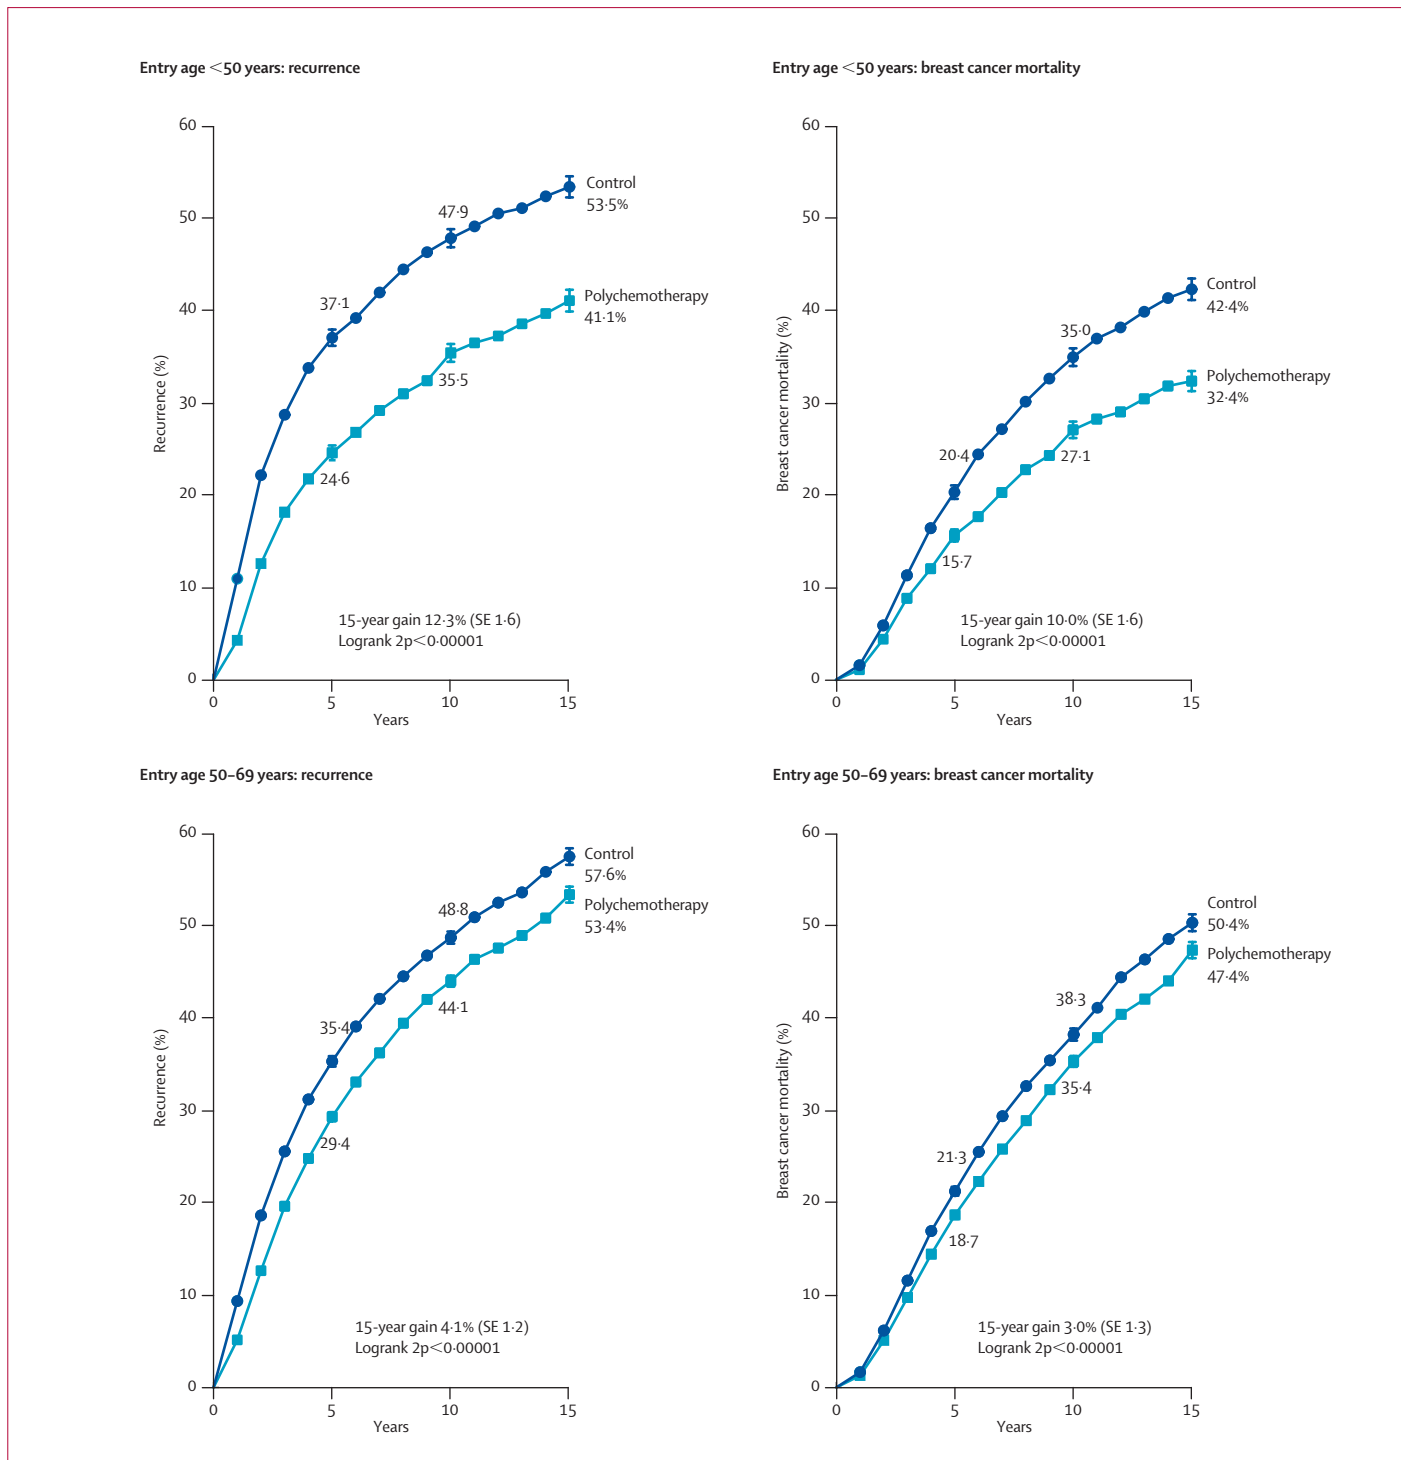 Entry age <50 years: recurrence
60
50
40
30
20
10
0
Recurrence (%)
0
5
10
15
Years
37·1
47·9
Control
53·5%
24·6
35·5
Polychemotherapy
41·1%
15-year gain 12·3% (SE 1·6)
Logrank 2p<0·00001
Entry age <50 years: breast cancer mortality
60
50
40
30
20
10
0
Breast cancer mortality (%)
0
5
10
15
Years
20·4
35·0
Control
42·4%
15·7
27·1
Polychemotherapy
32·4%
15-year gain 10·0% (SE 1·6)
Logrank 2p<0·00001
Entry age 50–69 years: recurrence
60
50
40
30
20
10
0
Recurrence (%)
0
5
10
15
Years
35·4
48·8
Control
57·6%
29·4
44·1
Polychemotherapy
53·4%
15-year gain 4·1% (SE 1·2)
Logrank 2p<0·00001
Entry age 50–69 years: breast cancer mortality
60
50
40
30
20
10
0
Breast cancer mortality (%)
0
5
10
15
Years
21·3
38·3
Control
50·4%
18·7
35·4
Polychemotherapy
47·4%
15-year gain 3·0% (SE 1·3)
Logrank 2p<0·00001